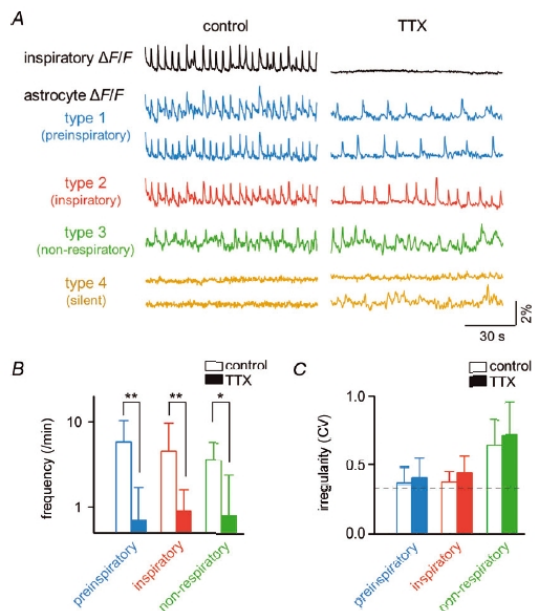 A
control TTX
inspiratory ΔF/F
astrocyte ΔF/F
type 1
(preinspiratory)
type 2
(inspiratory)
type 3
(non-respiratory)
type 4
(silent)
2%
30 s
B
control
TTX
** ** *
frequency (/min)
10
1
preinspiratory
inspiratory
non-respiratory
C
control
TTX
irregularity (CV)
1.0
0.5
0.0
preinspiratory
inspiratory
non-respiratory